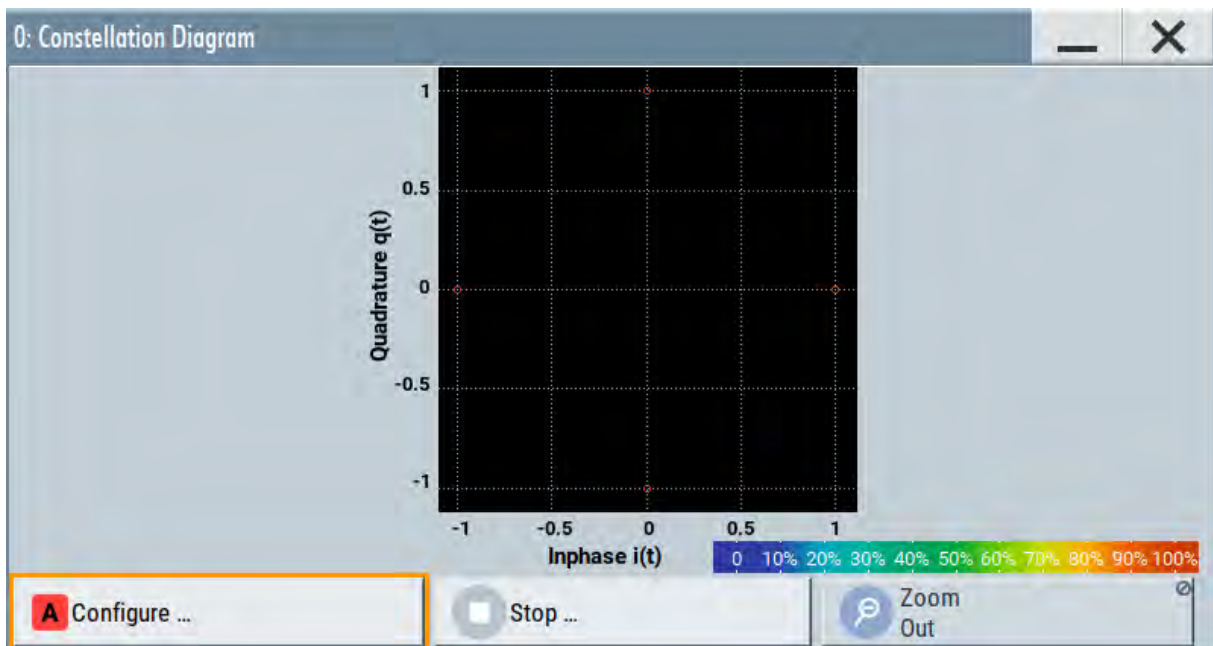 0: Constellation Diagram
1
0.5
0
-0.5
-1
Quadrature q(t)
-1 -0.5 0 0.5 1
Inphase i(t)
0 10% 20% 30% 40% 50% 60% 70% 80% 90% 100%
A Configure ...
Stop ...
Zoom
Out